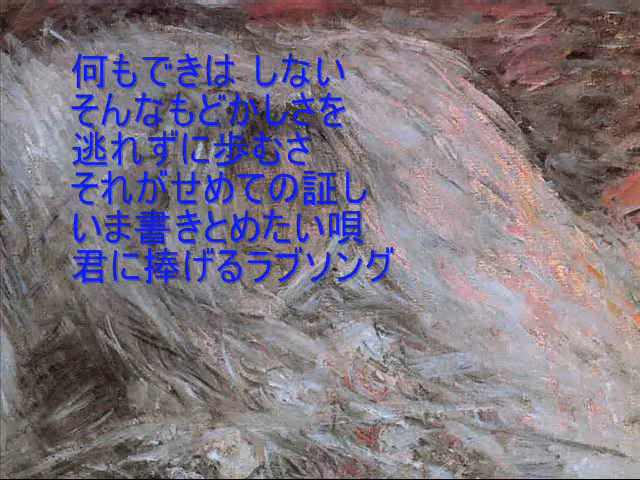 何もできは しない
そんなもどかしさを
逃れずに歩むさ
それがせめての証し
いま書きとめたい唄
君に捧げるラブソング